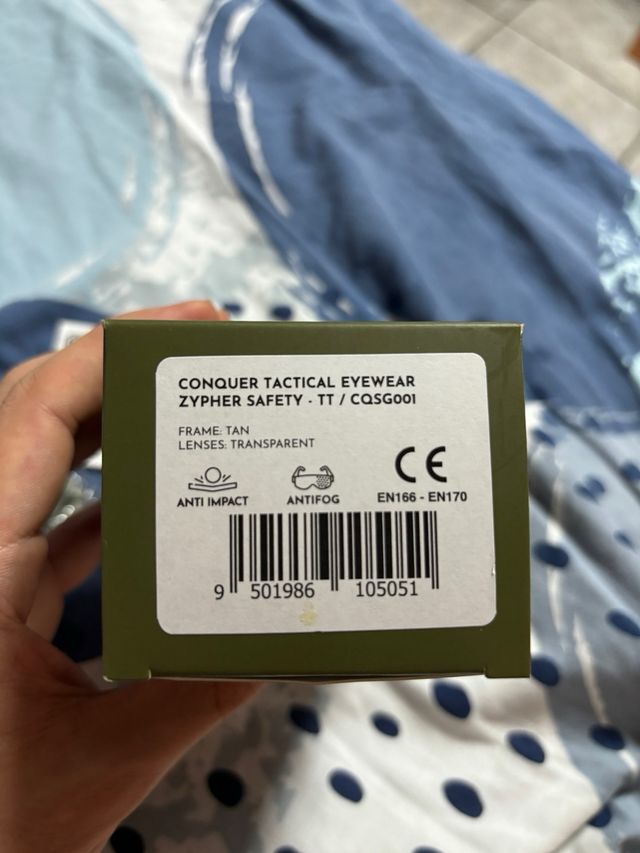 CONQUER TACTICAL EYEWEAR
ZYPHER SAFETY - TT / CQSG001
FRAME: TAN
LENSES: TRANSPARENT
CE
ANTI IMPACT
ANTIFOG
EN166 - EN170
9 501986 105051